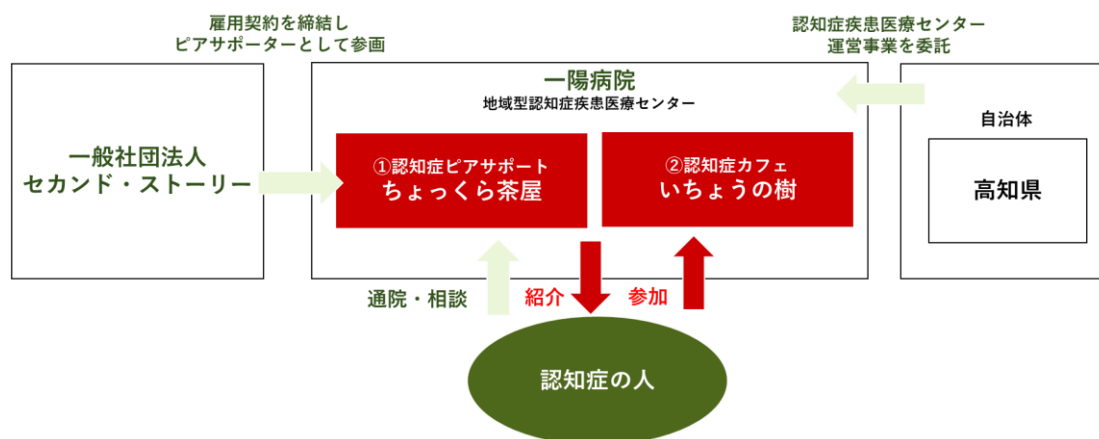 雇用契約を締結し
ピアサポーターとして参画
認知症疾患医療センター
運営事業を委託
一般社団法人
セカンド・ストーリー
一陽病院
地域型認知症疾患医療センター
①認知症ピアサポート
ちょっくら茶屋
②認知症カフェ
いちょうの樹
自治体
高知県
通院・相談
紹介
参加
認知症の人